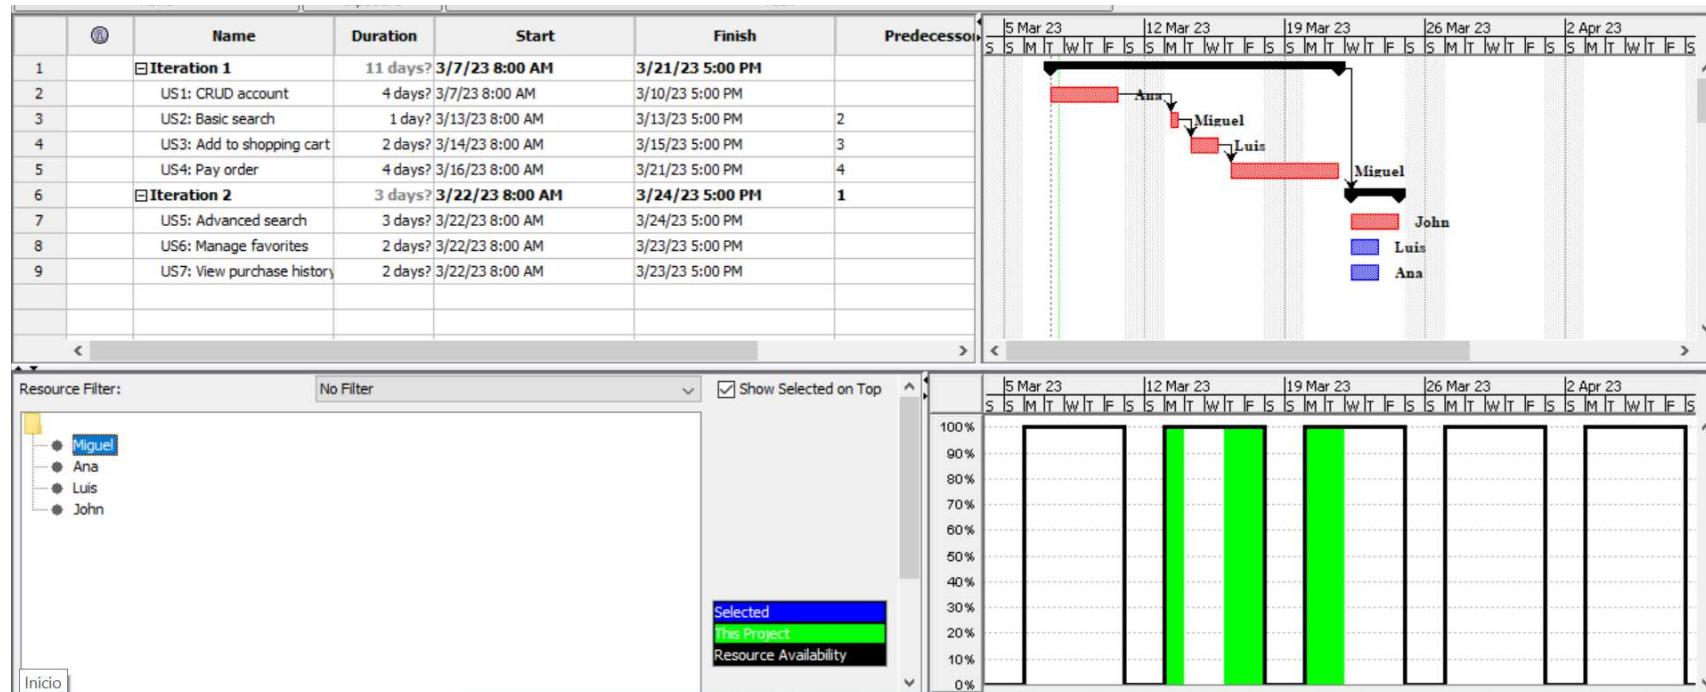 Name Duration Start Finish Predecessor
1 Iteration 1 11 days? 3/7/23 8:00 AM 3/21/23 5:00 PM
2 US1: CRUD account 4 days? 3/7/23 8:00 AM 3/10/23 5:00 PM
3 US2: Basic search 1 day? 3/13/23 8:00 AM 3/13/23 5:00 PM 2
4 US3: Add to shopping cart 2 days? 3/14/23 8:00 AM 3/15/23 5:00 PM 3
5 US4: Pay order 4 days? 3/16/23 8:00 AM 3/21/23 5:00 PM 4
6 Iteration 2 3 days? 3/22/23 8:00 AM 3/24/23 5:00 PM 1
7 US5: Advanced search 3 days? 3/22/23 8:00 AM 3/24/23 5:00 PM
8 US6: Manage favorites 2 days? 3/22/23 8:00 AM 3/23/23 5:00 PM
9 US7: View purchase history 2 days? 3/22/23 8:00 AM 3/23/23 5:00 PM
5 Mar 23 12 Mar 23 19 Mar 23 26 Mar 23 2 Apr 23
S S M T W T F S S M T W T F S S M T W T F S S M T W T F S S M T W T F S
Ana
Miguel
Luis
Miguel
John
Luis
Ana
Resource Filter: No Filter Show Selected on Top
Miguel
Ana
Luis
John
Selected
This Project
Resource Availability
Inicio
5 Mar 23 12 Mar 23 19 Mar 23 26 Mar 23 2 Apr 23
S S M T W T F S S M T W T F S S M T W T F S S M T W T F S S M T W T F S
100%
90%
80%
70%
60%
50%
40%
30%
20%
10%
0%